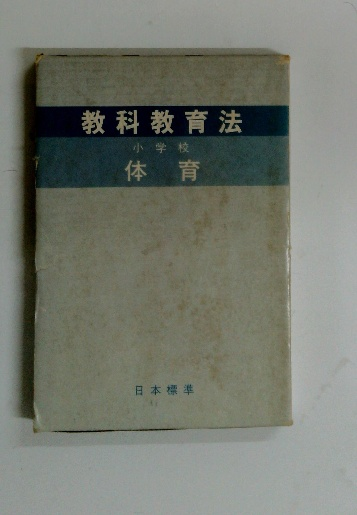 教科教育法
小学校
体育
日本標準